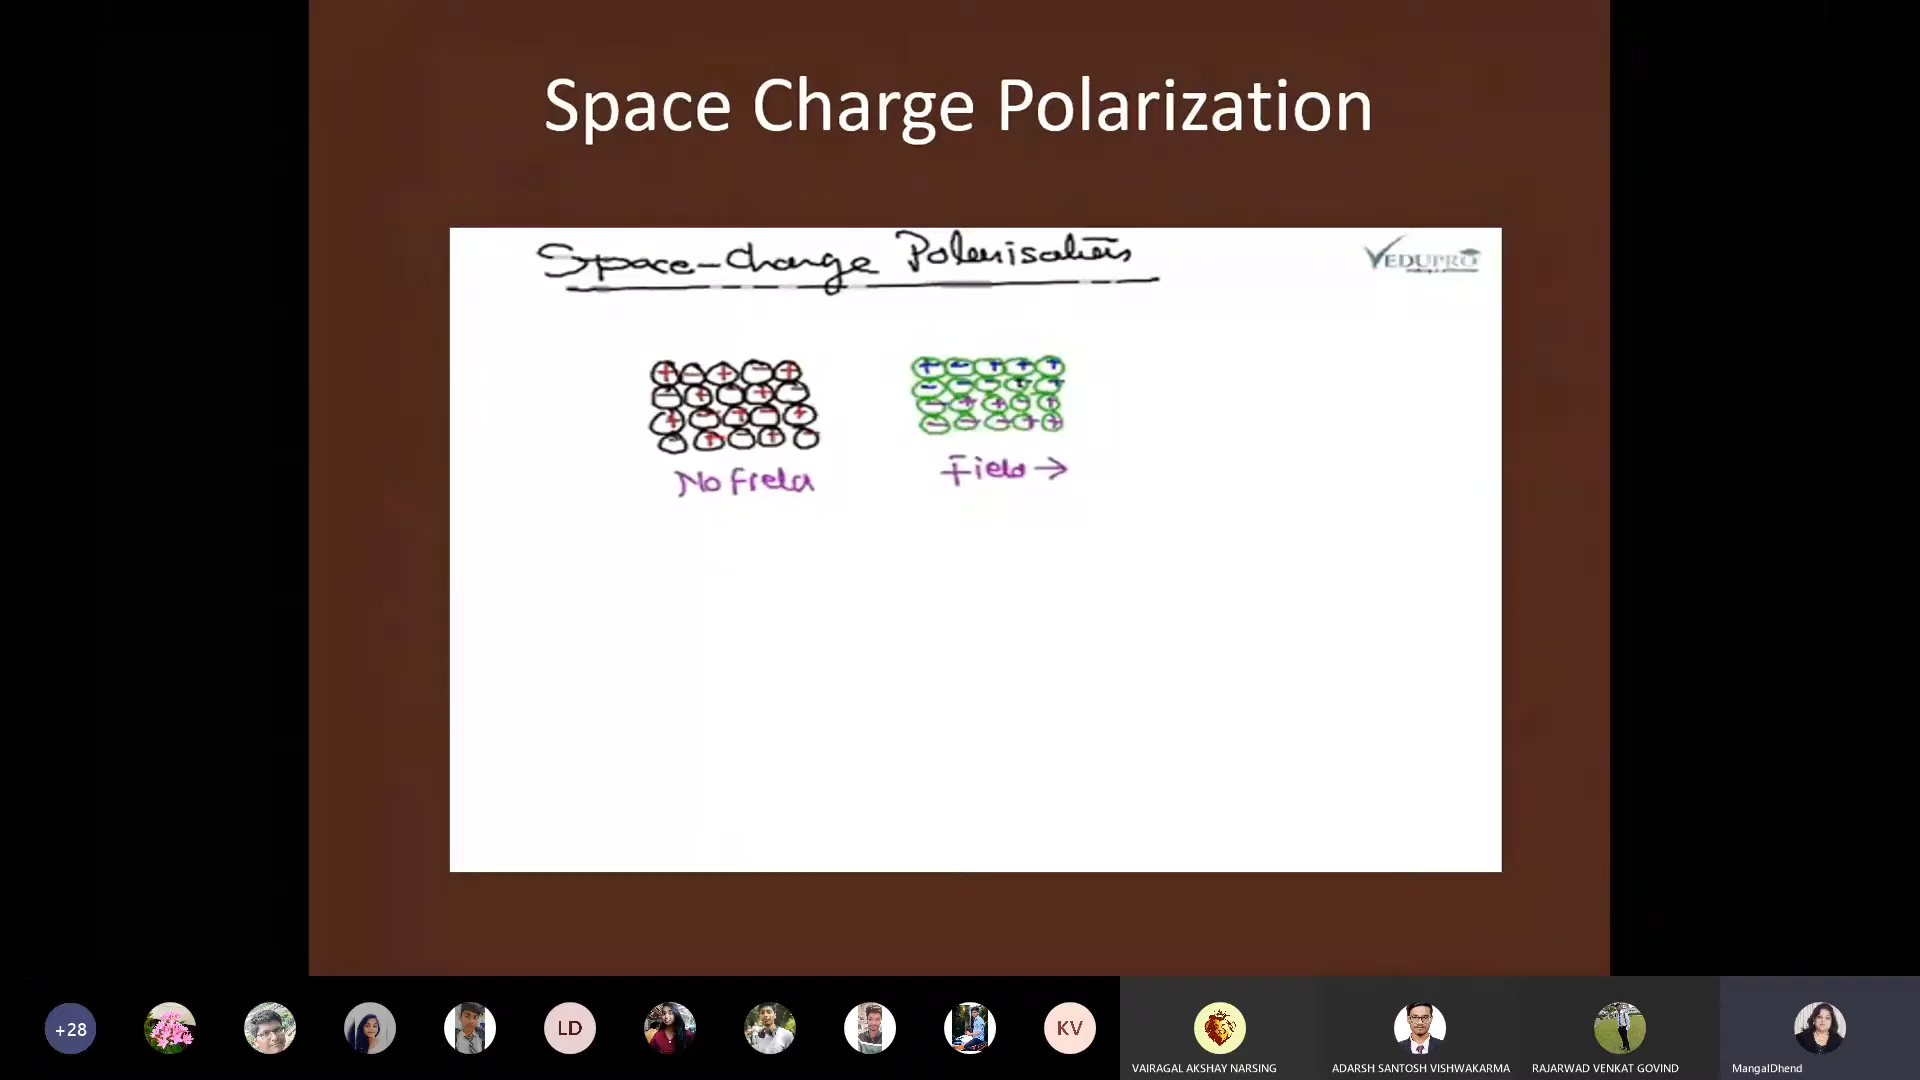 Space Charge Polarization
Space-Charge Polarisation
VEDUPRO
No Field
Field →
+28
LD
KV
VAIRAGAL AKSHAY NARSING
ADARSH SANTOSH VISHWAKARMA
RAJARWAD VENKAT GOVIND
MangalDhend